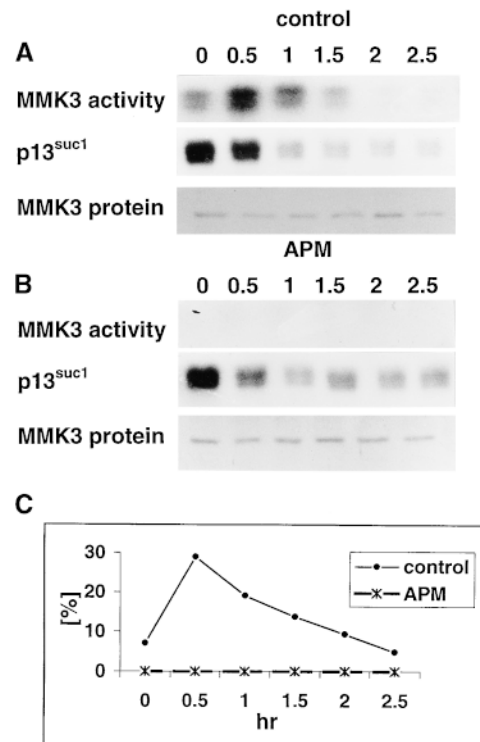 control
A 0 0.5 1 1.5 2 2.5
MMK3 activity
p13suc1
MMK3 protein
APM
B 0 0.5 1 1.5 2 2.5
MMK3 activity
p13suc1
MMK3 protein
C
30
20
10
0
[%]
control
APM
0 0.5 1 1.5 2 2.5
hr